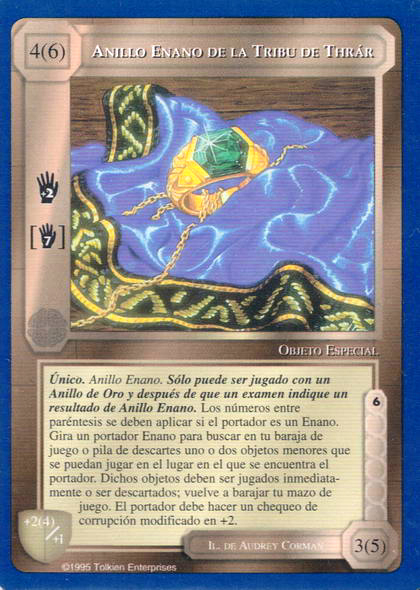 4(6)
Anillo Enano de la Tribu de Thrár
+2
[7]
Objeto Especial
Único. Anillo Enano. Sólo puede ser jugado con un
Anillo de Oro y después de que un examen indique un
resultado de Anillo Enano. Los números entre
paréntesis se deben aplicar si el portador es un Enano.
Gira un portador Enano para buscar en tu baraja de
juego o pila de descartes uno o dos objetos menores que
se puedan jugar en el lugar en el que se encuentra el
portador. Dichos objetos deben ser jugados inmediata-
mente o ser descartados; vuelve a barajar tu mazo de
juego. El portador debe hacer un chequeo de
corrupción modificado en +2.
6
+2(4)
/+1
Il. de Audrey Corman
3(5)
©1995 Tolkien Enterprises